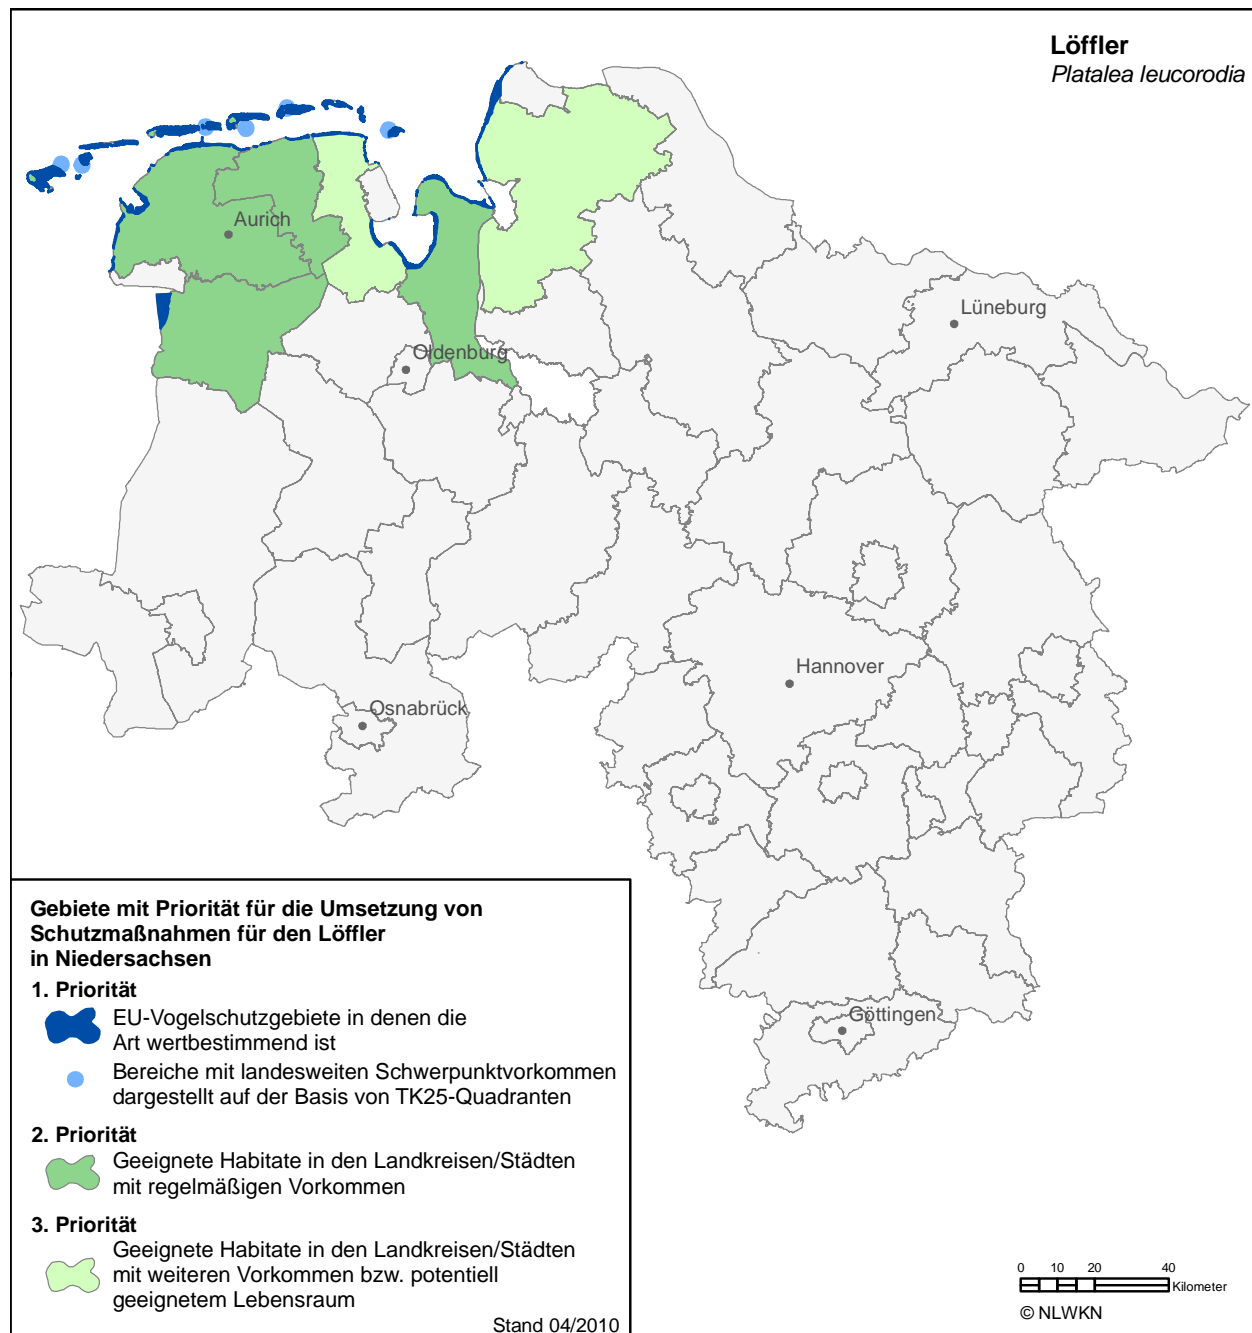 Löffler
Platalea leucorodia
Aurich
Lüneburg
Oldenburg
Hannover
Osnabrück
Göttingen
Gebiete mit Priorität für die Umsetzung von
Schutzmaßnahmen für den Löffler
in Niedersachsen
1. Priorität
EU-Vogelschutzgebiete in denen die
Art wertbestimmend ist
Bereiche mit landesweiten Schwerpunktvorkommen
dargestellt auf der Basis von TK25-Quadranten
2. Priorität
Geeignete Habitate in den Landkreisen/Städten
mit regelmäßigen Vorkommen
3. Priorität
Geeignete Habitate in den Landkreisen/Städten
mit weiteren Vorkommen bzw. potentiell
geeignetem Lebensraum
Stand 04/2010
0 10 20 40
Kilometer
© NLWKN